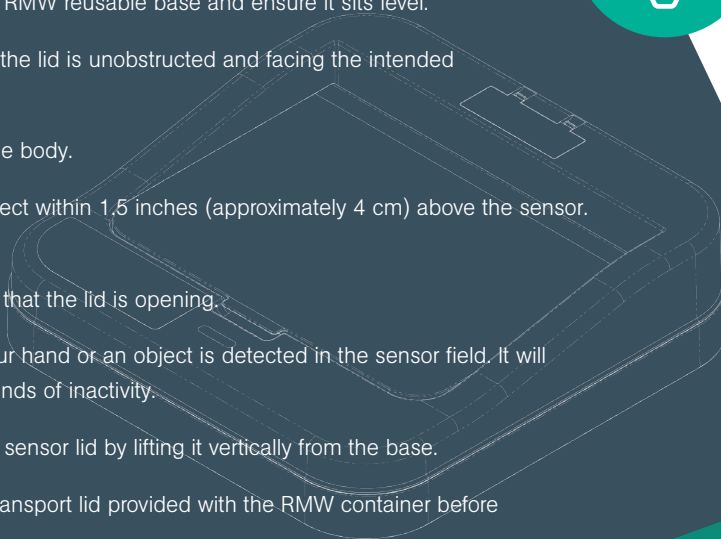 RMW reusable base and ensure it sits level.
the lid is unobstructed and facing the intended
e body.
ect within 1.5 inches (approximately 4 cm) above the sensor.
that the lid is opening.
ur hand or an object is detected in the sensor field. It will
nds of inactivity.
sensor lid by lifting it vertically from the base.
ansport lid provided with the RMW container before